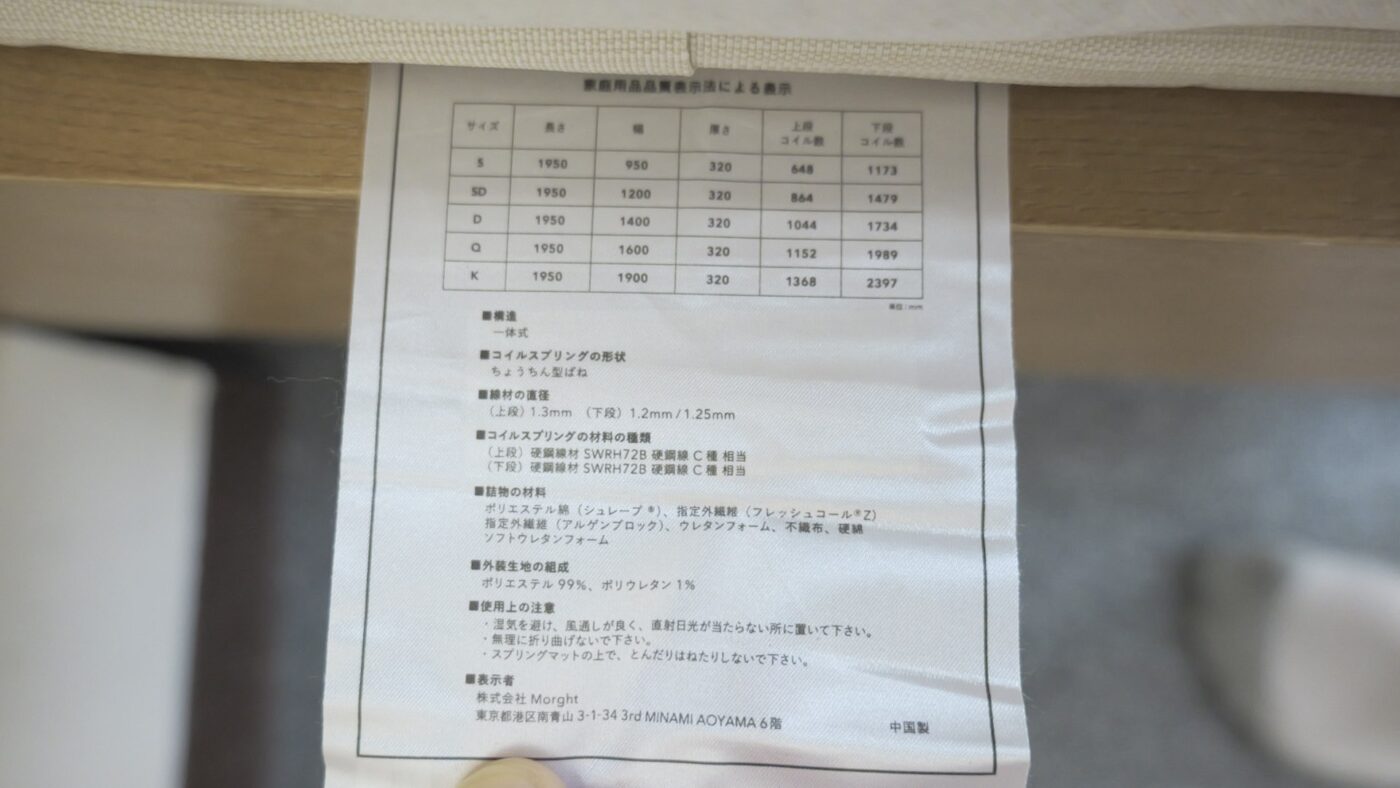 家庭用品品質表示法による表示
サイズ 長さ 幅 厚さ 上段コイル数 下段コイル数
S 1950 950 320 648 1173
SD 1950 1200 320 864 1479
D 1950 1400 320 1044 1734
Q 1950 1600 320 1152 1989
K 1950 1900 320 1368 2397
単位：mm
■構造
一体式
■コイルスプリングの形状
ちょうちん型ばね
■線材の直径
（上段）1.3mm （下段）1.2mm / 1.25mm
■コイルスプリングの材料の種類
（上段）硬鋼線材 SWRH72B 硬鋼線 C 種 相当
（下段）硬鋼線材 SWRH72B 硬鋼線 C 種 相当
■詰物の材料
ポリエステル綿（シュレープ®）、指定外繊維（フレッシュコール®Z）
指定外繊維（アルゲンブロック）、ウレタンフォーム、不織布、硬綿
ソフトウレタンフォーム
■外装生地の組成
ポリエステル 99%、ポリウレタン 1%
■使用上の注意
・湿気を避け、風通しが良く、直射日光が当たらない所に置いて下さい。
・無理に折り曲げないで下さい。
・スプリングマットの上で、とんだりはねたりしないで下さい。
■表示者
株式会社 Morght
東京都港区南青山 3-1-34 3rd MINAMI AOYAMA 6 階
中国製